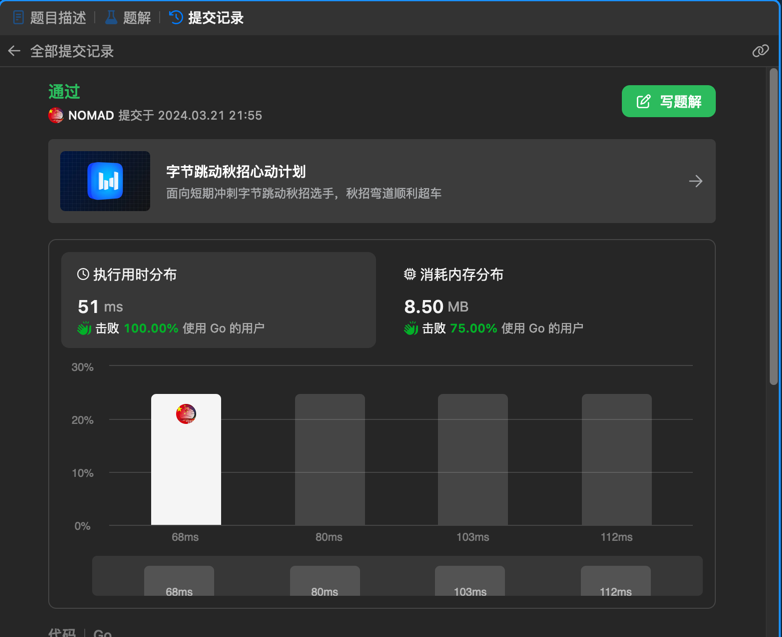 题目描述 题解 提交记录
全部提交记录
通过
NOMAD 提交于 2024.03.21 21:55
写题解
字节跳动秋招心动计划
面向短期冲刺字节跳动秋招选手，秋招弯道顺利超车
执行用时分布
51 ms
击败 100.00% 使用 Go 的用户
消耗内存分布
8.50 MB
击败 75.00% 使用 Go 的用户
30%
20%
10%
0%
68ms 80ms 103ms 112ms
68ms 80ms 103ms 112ms
代码 Go